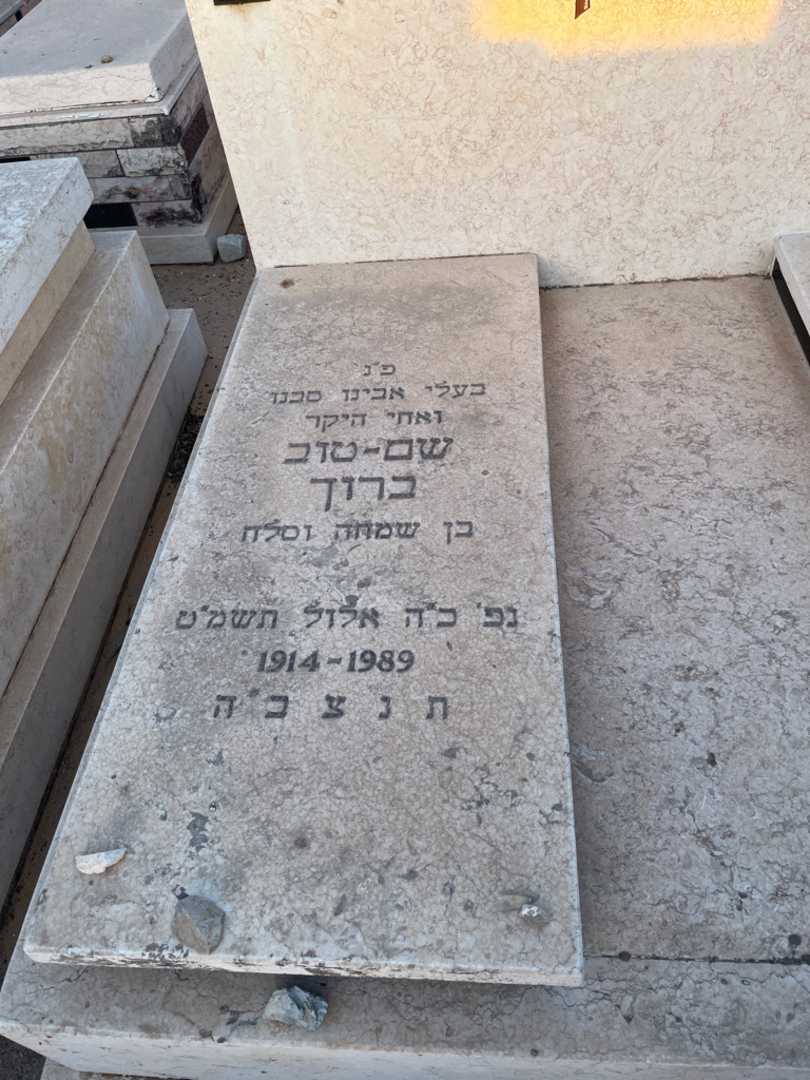 פ"נ
בעלי אבינו סבנו
ואחי היקר
שם-טוב
ברוך
בן שמחה וסלח
נפ' כ"ה אלול תשמ"ט
1914-1989
ת נ צ ב "ה